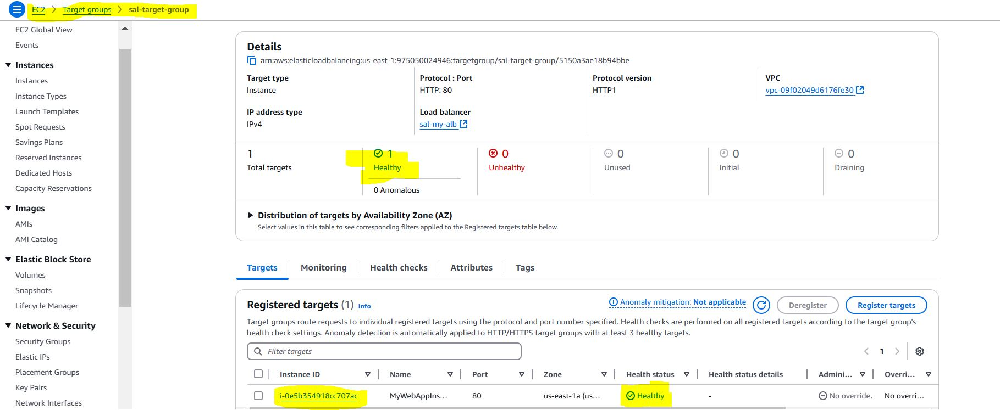 EC2 > Target groups > sal-target-group
EC2 Global View
Events
Instances
Instances
Instance Types
Launch Templates
Spot Requests
Savings Plans
Reserved Instances
Dedicated Hosts
Capacity Reservations
Images
AMIs
AMI Catalog
Elastic Block Store
Volumes
Snapshots
Lifecycle Manager
Network & Security
Security Groups
Elastic IPs
Placement Groups
Key Pairs
Network Interfaces
Details
arn:aws:elasticloadbalancing:us-east-1:975050024946:targetgroup/sal-target-group/5150a3ae18b94bbe
Target type
Instance
Protocol : Port
HTTP: 80
Protocol version
HTTP1
VPC
vpc-09f02049d6176fe30
IP address type
IPv4
Load balancer
sal-my-alb
1
Total targets
1
Healthy
0 Anomalous
0
Unhealthy
0
Unused
0
Initial
0
Draining
Distribution of targets by Availability Zone (AZ)
Select values in this table to see corresponding filters applied to the Registered targets table below.
Targets Monitoring Health checks Attributes Tags
Registered targets (1) Info
Anomaly mitigation: Not applicable
Deregister
Register targets
Target groups route requests to individual registered targets using the protocol and port number specified. Health checks are performed on all registered targets according to the target group's
health check settings. Anomaly detection is automatically applied to HTTP/HTTPS target groups with at least 3 healthy targets.
Filter targets
1
Instance ID Name Port Zone Health status Health status details Admini... Overri...
i-0e5b354918cc707ac MyWebAppIns... 80 us-east-1a (us... Healthy - No override. No overri...